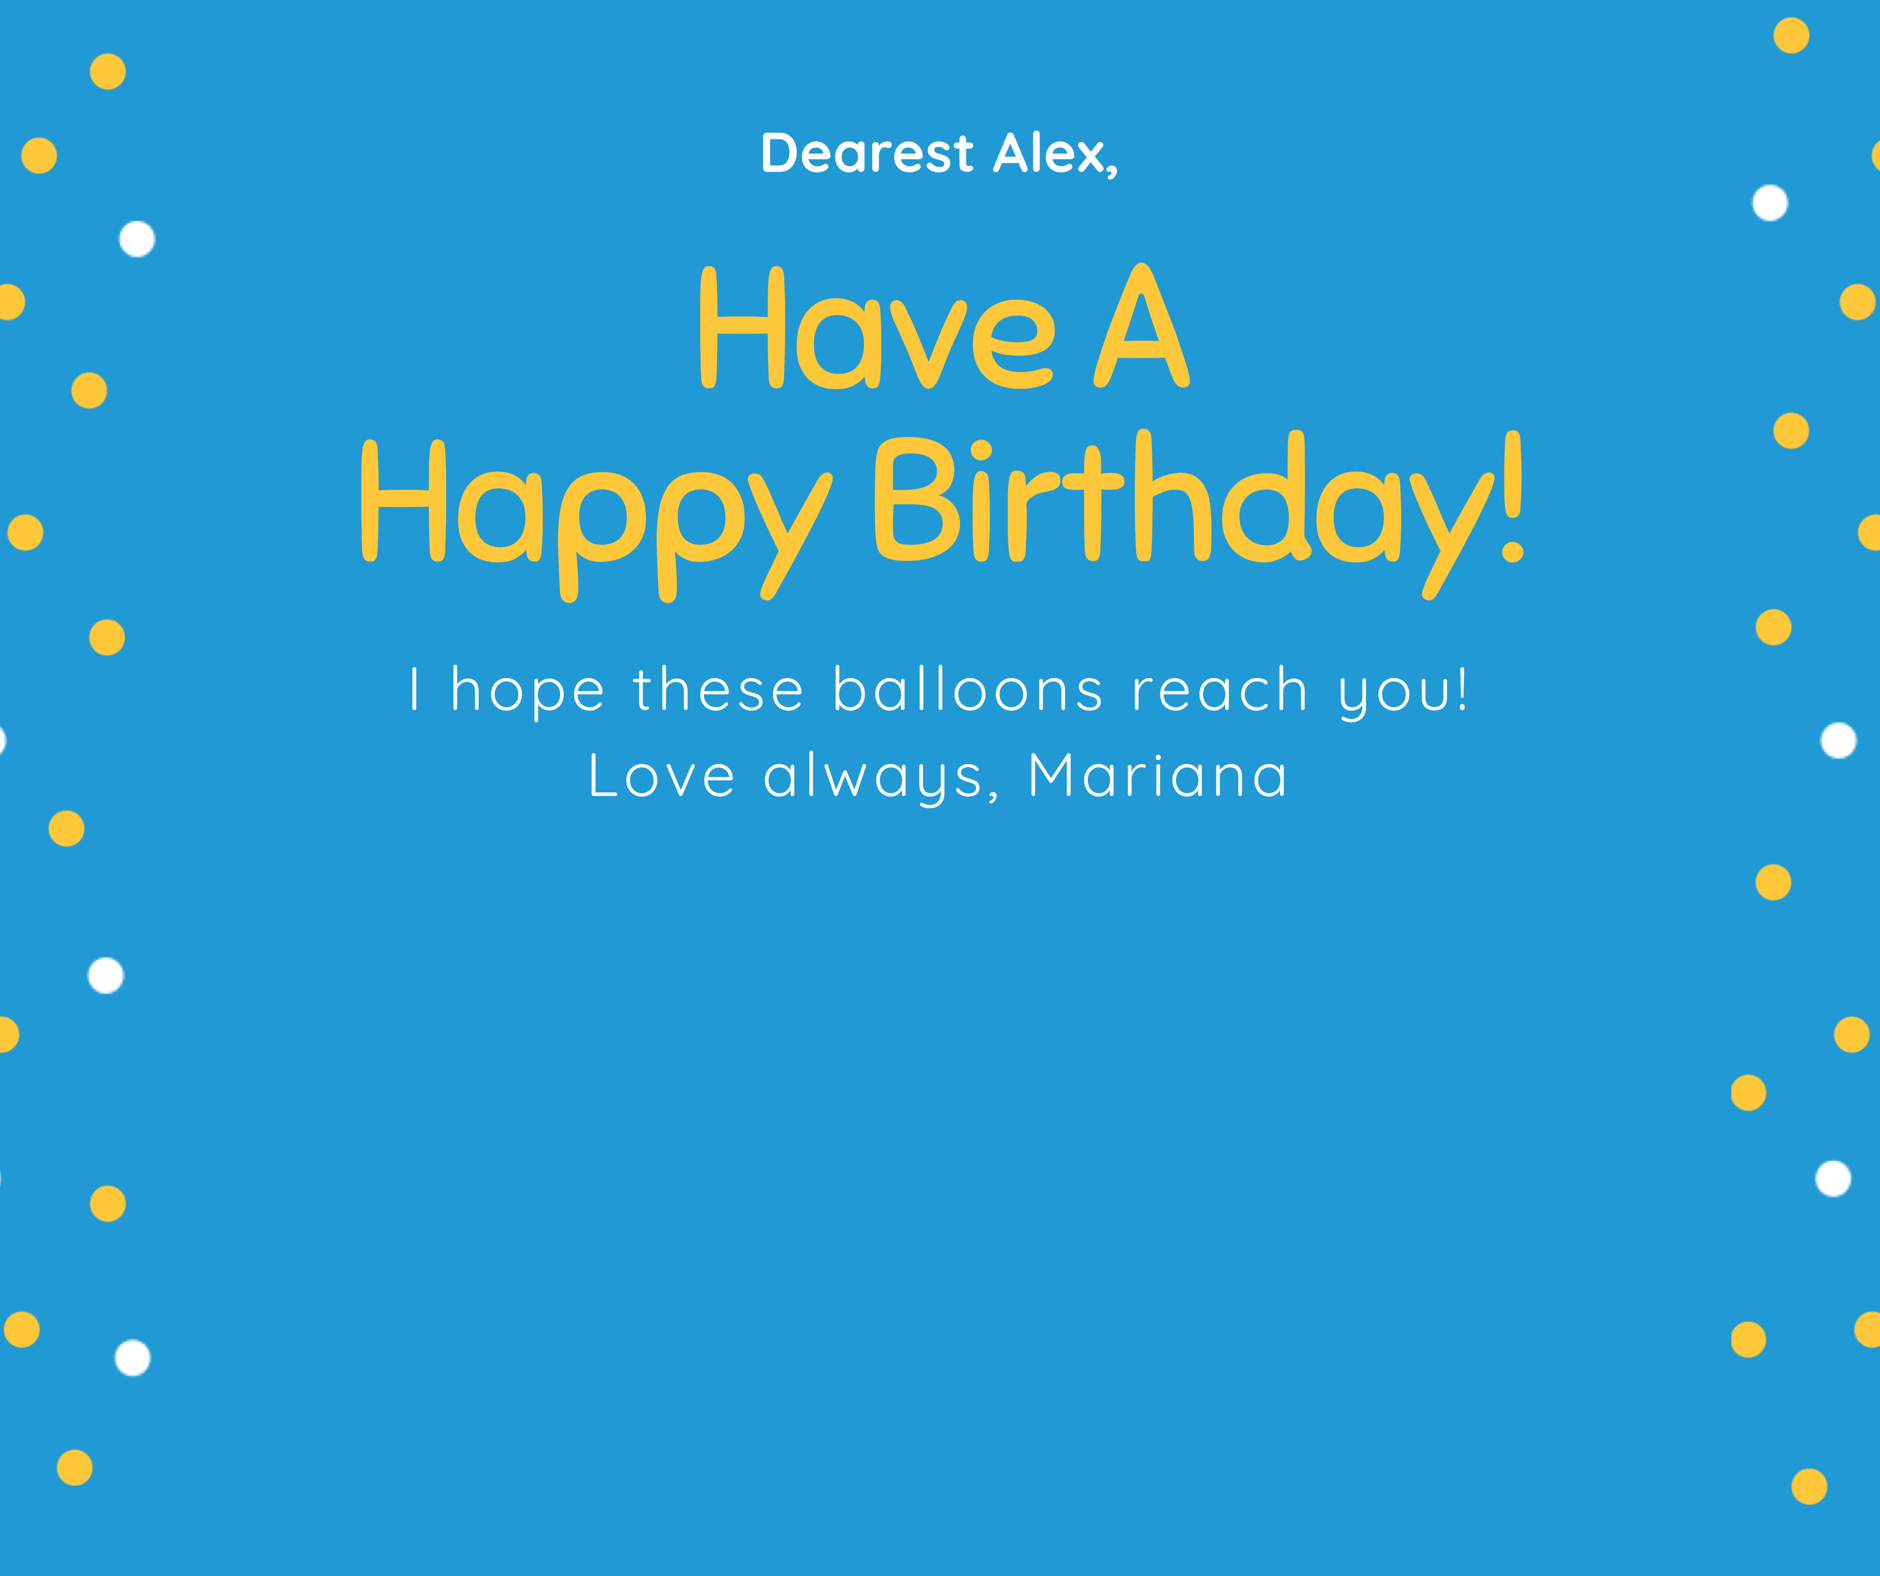 Dearest Alex,
Have A
Happy Birthday!
I hope these balloons reach you!
Love always, Mariana